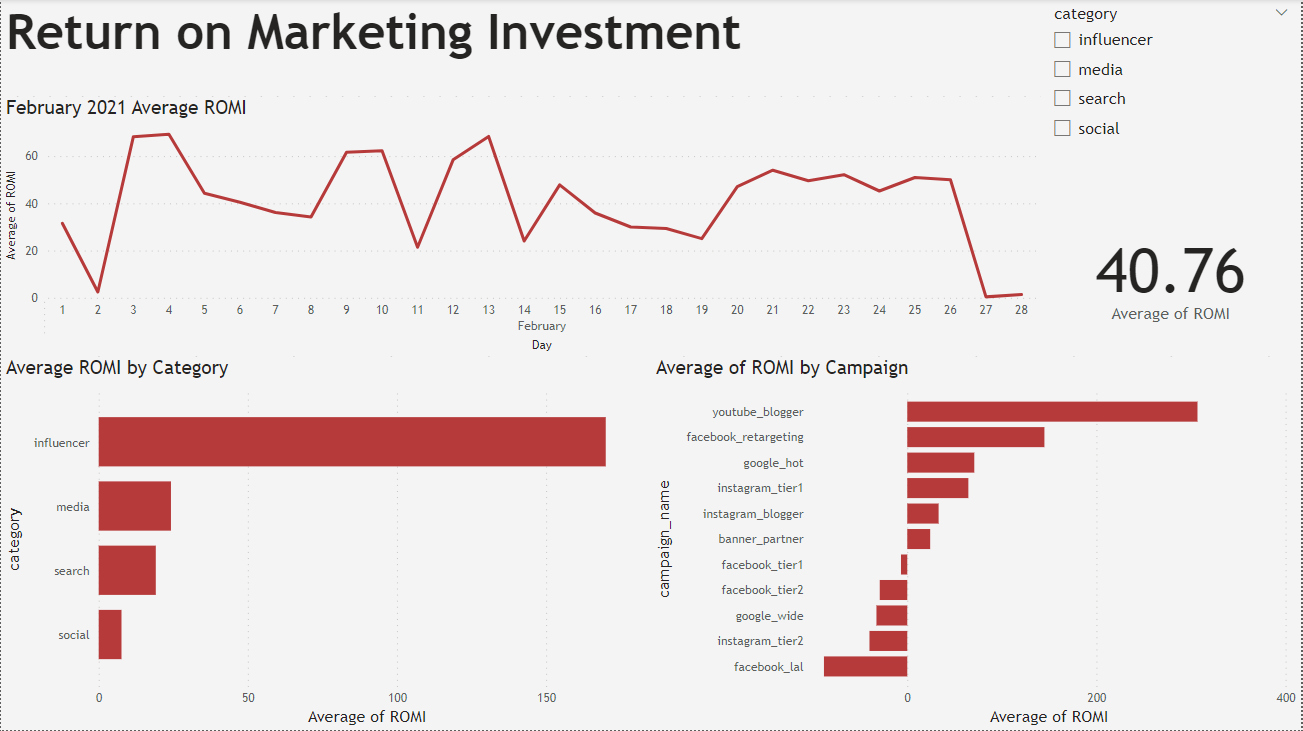 Return on Marketing Investment
category
influencer
media
search
social
February 2021 Average ROMI
Average of ROMI
60
40
20
0
1 2 3 4 5 6 7 8 9 10 11 12 13 14 15 16 17 18 19 20 21 22 23 24 25 26 27 28
February
Day
40.76
Average of ROMI
Average ROMI by Category
category
influencer
media
search
social
0 50 100 150
Average of ROMI
Average of ROMI by Campaign
campaign_name
youtube_blogger
facebook_retargeting
google_hot
instagram_tier1
instagram_blogger
banner_partner
facebook_tier1
facebook_tier2
google_wide
instagram_tier2
facebook_lal
0 200 400
Average of ROMI